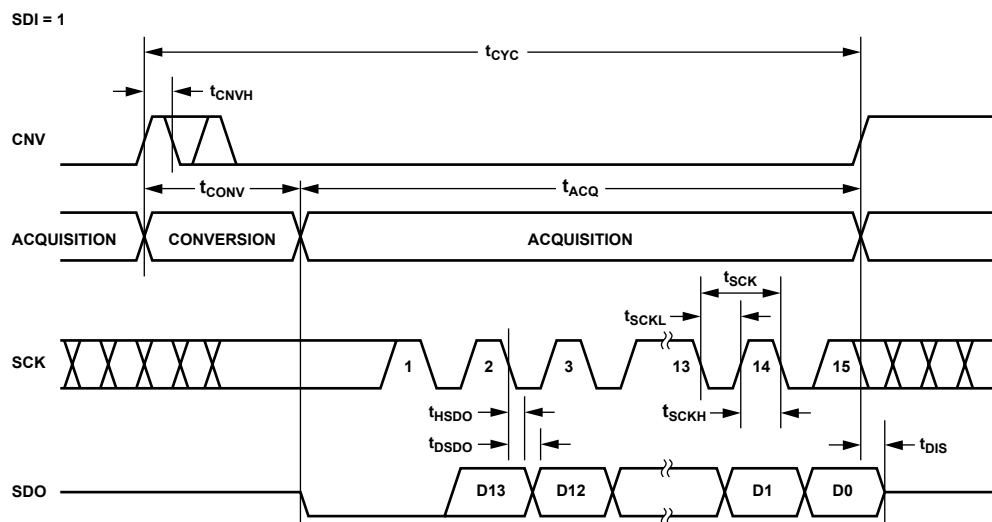 SDI = 1
tCYC
tCNVH
CNV
tCONV
tACQ
ACQUISITION
CONVERSION
ACQUISITION
tSCK
tSCKL
SCK
1
2
3
13
14
15
tHSDO
tSCKH
tDSDO
tDIS
SDO
D13
D12
D1
D0